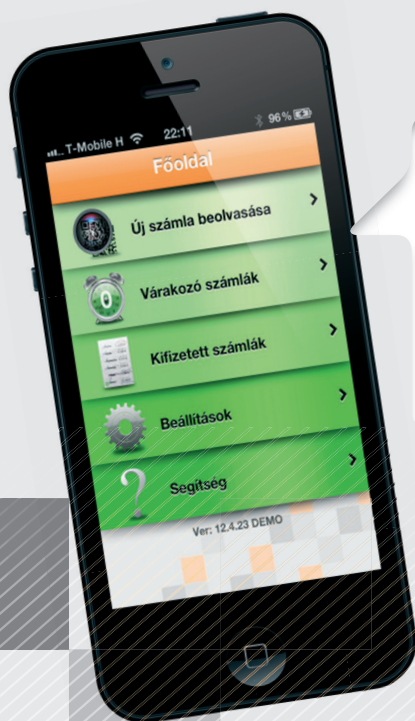 T-Mobile H 22:11 96%
Főoldal
Új számla beolvasása
0
Várakozó számlák
Kifizetett számlák
Beállítások
Segítség
Ver: 12.4.23 DEMO